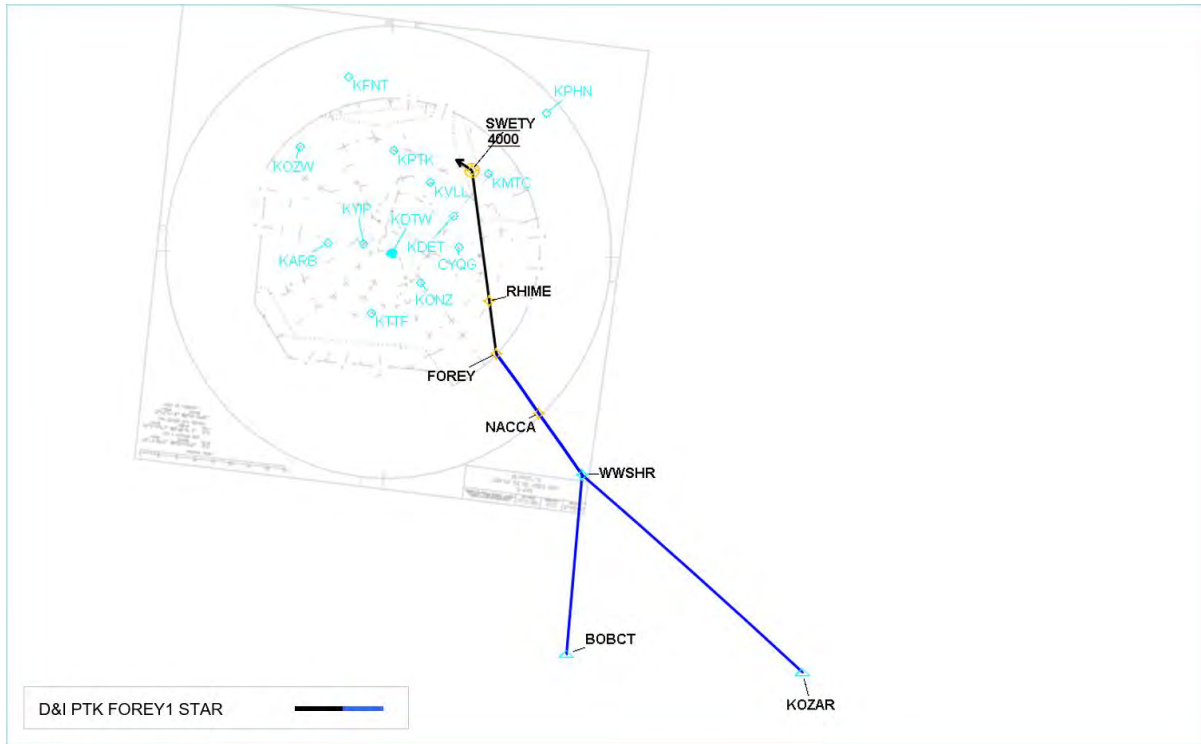 KFNT
KPHN
SWETY
4000
KOZW
KPTK
KMTC
KVLL
KYIP
KDTW
KDET
KARB
CYQG
KONZ
RHIME
KTTF
FOREY
NACCA
WWSHR
BOBCT
KOZAR
D&I PTK FOREY1 STAR